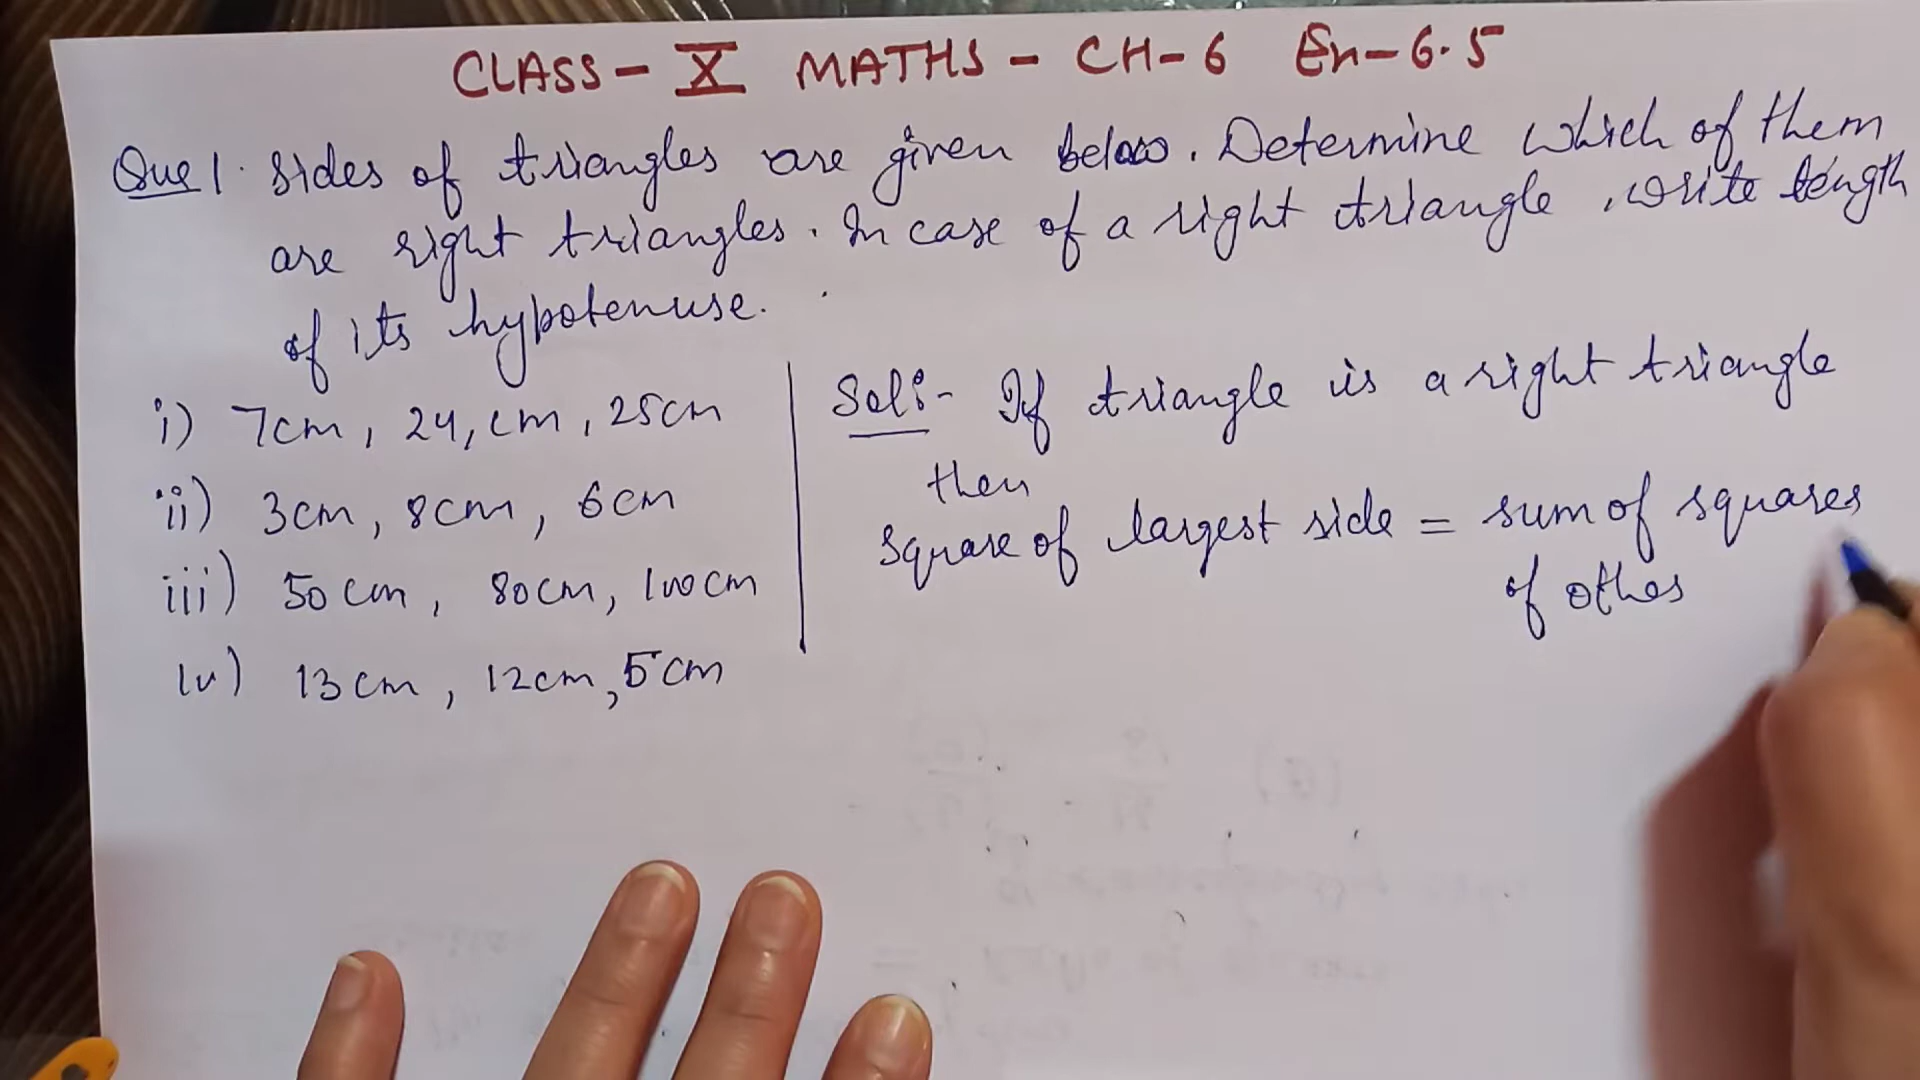 CLASS - X MATHS - CH-6 Ex-6.5
Que 1. Sides of triangles are given below. Determine which of them
are right triangles. In case of a right triangle, write length
of its hypotenuse.
i) 7cm, 24, cm, 25cm
ii) 3cm, 8cm, 6cm
iii) 50cm, 80cm, 100cm
iv) 13cm, 12cm, 5cm
Sol:- If triangle is a right triangle
then
Square of largest side = sum of squares
of other